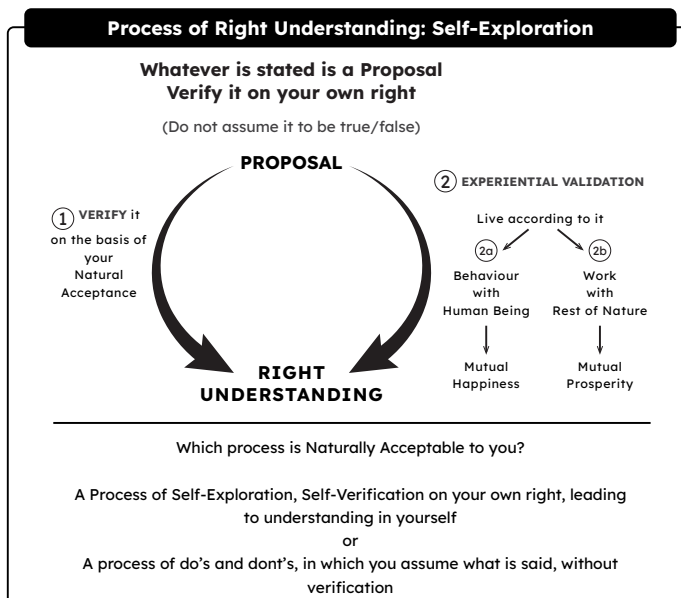 Process of Right Understanding: Self-Exploration
Whatever is stated is a Proposal
Verify it on your own right
(Do not assume it to be true/false)
PROPOSAL
1 VERIFY it
on the basis of
your
Natural
Acceptance
2 EXPERIENTIAL VALIDATION
Live according to it
2a
Behaviour
with
Human Being
Mutual
Happiness
2b
Work
with
Rest of Nature
Mutual
Prosperity
RIGHT
UNDERSTANDING
Which process is Naturally Acceptable to you?
A Process of Self-Exploration, Self-Verification on your own right, leading
to understanding in yourself
or
A process of do's and dont's, in which you assume what is said, without
verification